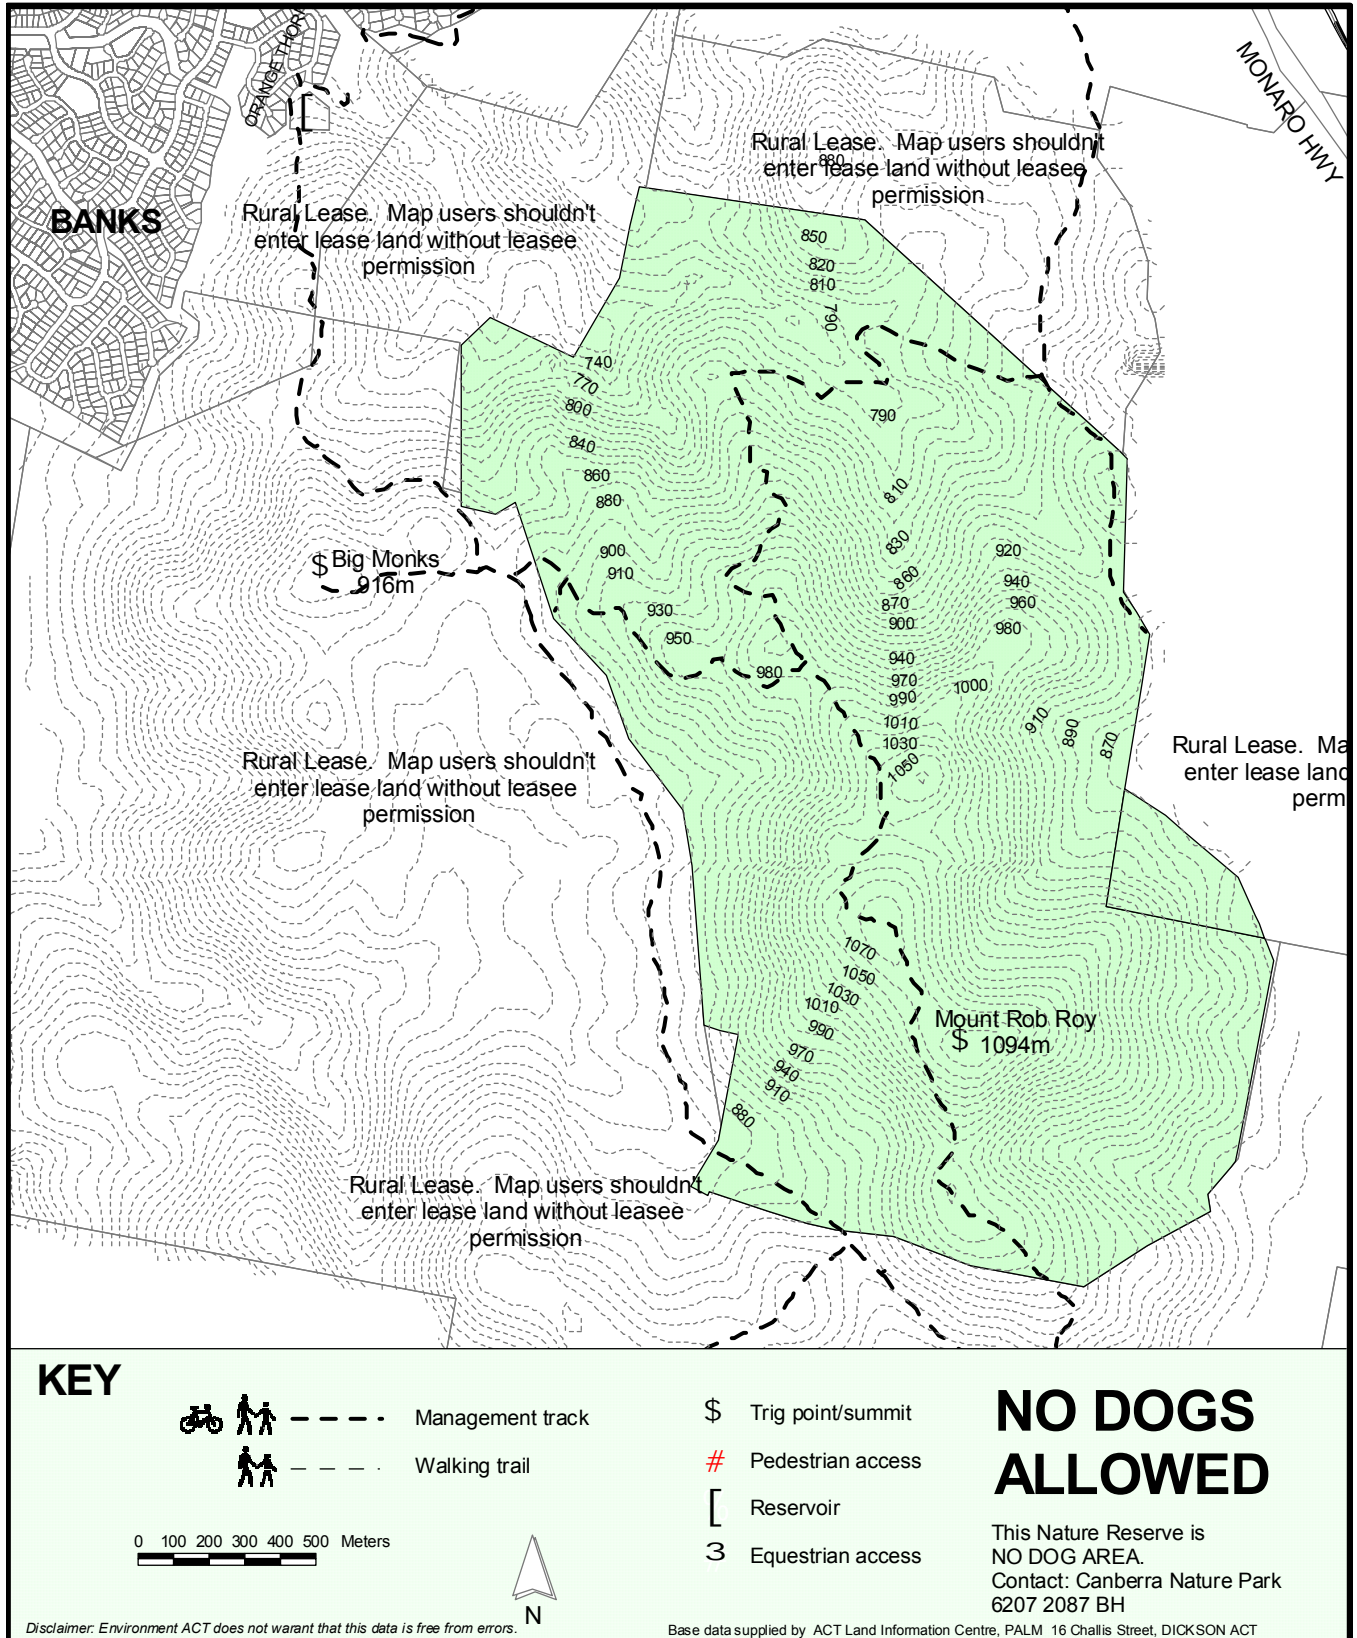 MONARO HWY
ORANGE THORN
BANKS
Rural Lease. Map users shouldn't
enter lease land without leasee
permission
880
Rural Lease. Map users shouldn't
enter lease land without leasee
permission
850
820
810
790
740
770
800
840
860
880
790
810
830
860
870
900
940
970
990
1010
1030
1050
920
940
960
980
1000
910
890
870
900
910
930
950
980
$ Big Monks
916m
Rural Lease. Map users shouldn't
enter lease land without leasee
permission
Rural Lease. Ma
enter lease land
perm
1070
1050
1030
1010
990
970
940
910
880
Mount Rob Roy
$ 1094m
Rural Lease. Map users shouldn't
enter lease land without leasee
permission
KEY
Management track
Walking trail
0 100 200 300 400 500 Meters
N
$ Trig point/summit
# Pedestrian access
[ Reservoir
3 Equestrian access
NO DOGS
ALLOWED
This Nature Reserve is
NO DOG AREA.
Contact: Canberra Nature Park
6207 2087 BH
Disclaimer: Environment ACT does not warant that this data is free from errors.
Base data supplied by ACT Land Information Centre, PALM 16 Challis Street, DICKSON ACT